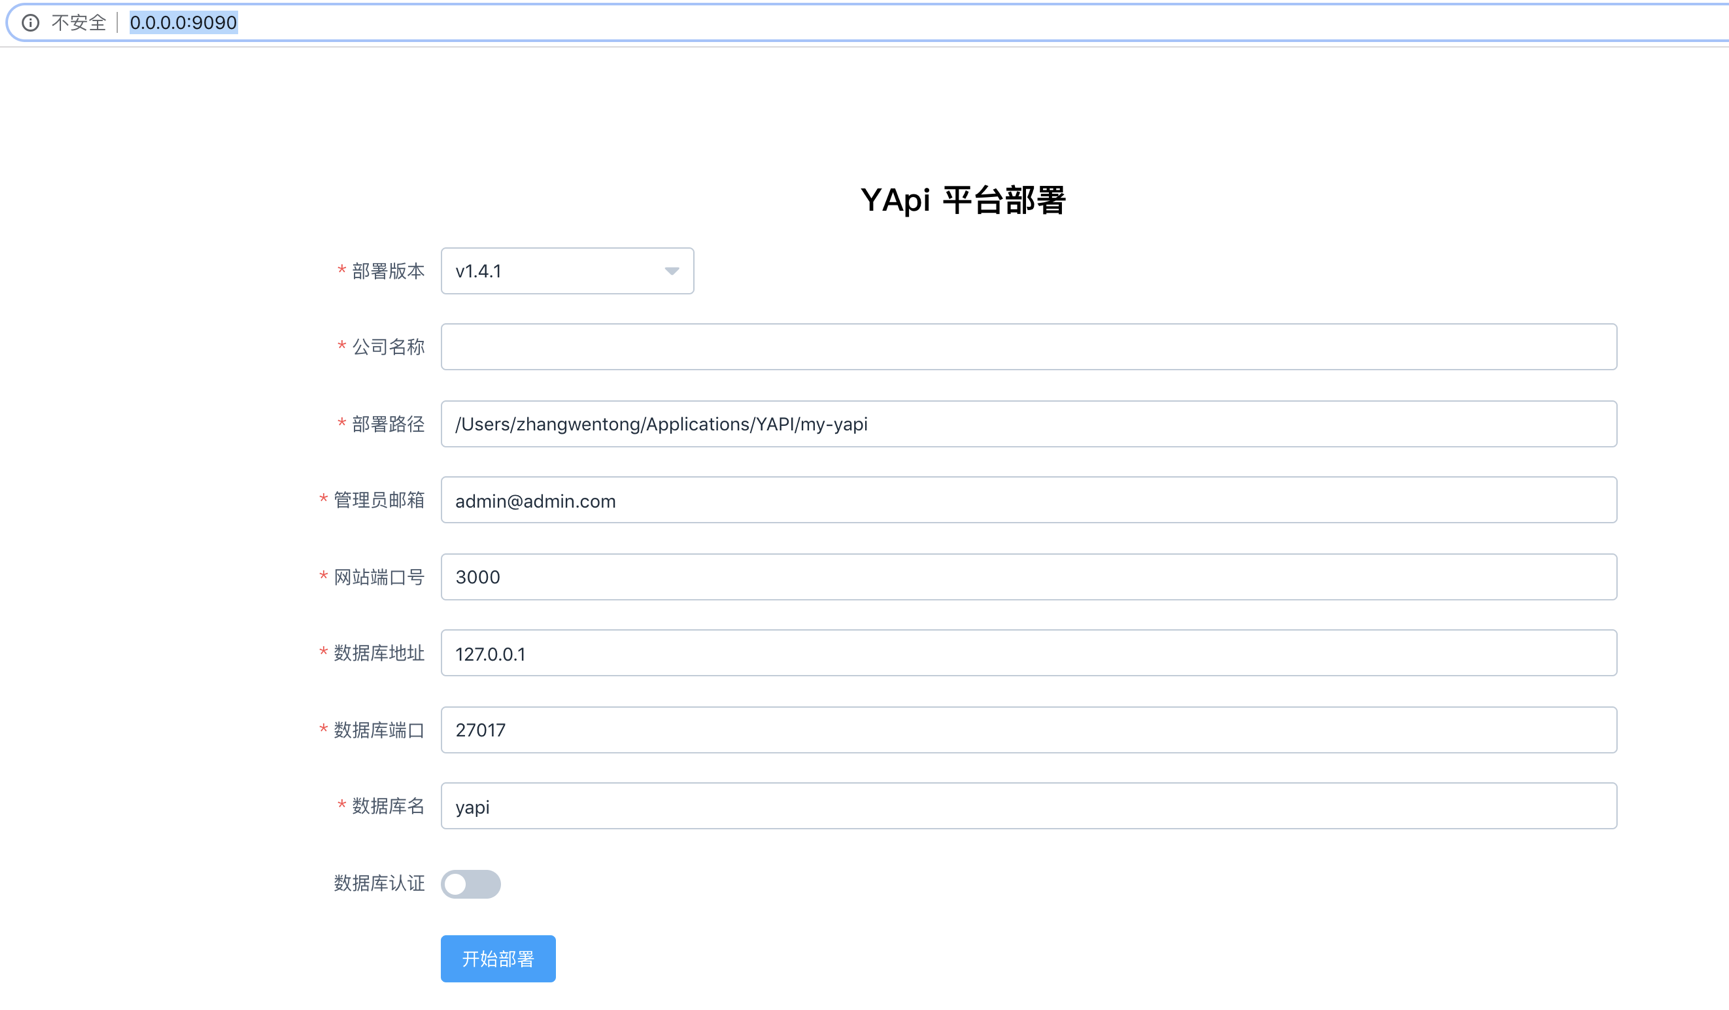 不安全 0.0.0.0:9090
YApi 平台部署
* 部署版本 v1.4.1
* 公司名称
* 部署路径 /Users/zhangwentong/Applications/YAPI/my-yapi
* 管理员邮箱 admin@admin.com
* 网站端口号 3000
* 数据库地址 127.0.0.1
* 数据库端口 27017
* 数据库名 yapi
数据库认证
开始部署